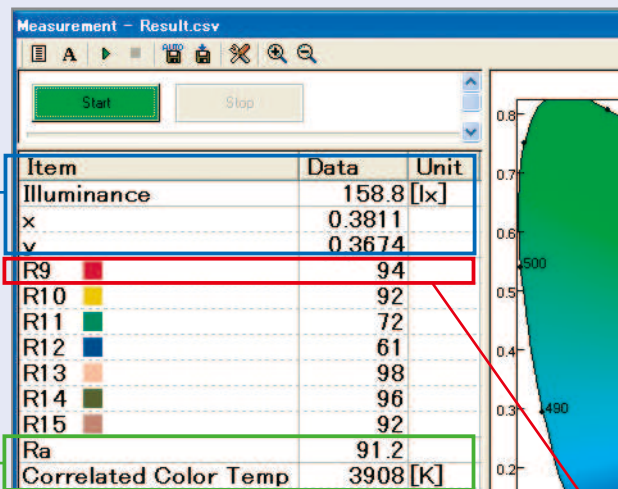 Measurement - Result.csv
A AUTO
Start Stop
Item Data Unit
Illuminance 158.8 [lx]
x 0.3811
y 0.3674
R9 94
R10 92
R11 72
R12 61
R13 98
R14 96
R15 92
Ra 91.2
Correlated Color Temp 3908 [K]
0.8
0.7
0.6
500
0.5
0.4
0.3 490
0.2